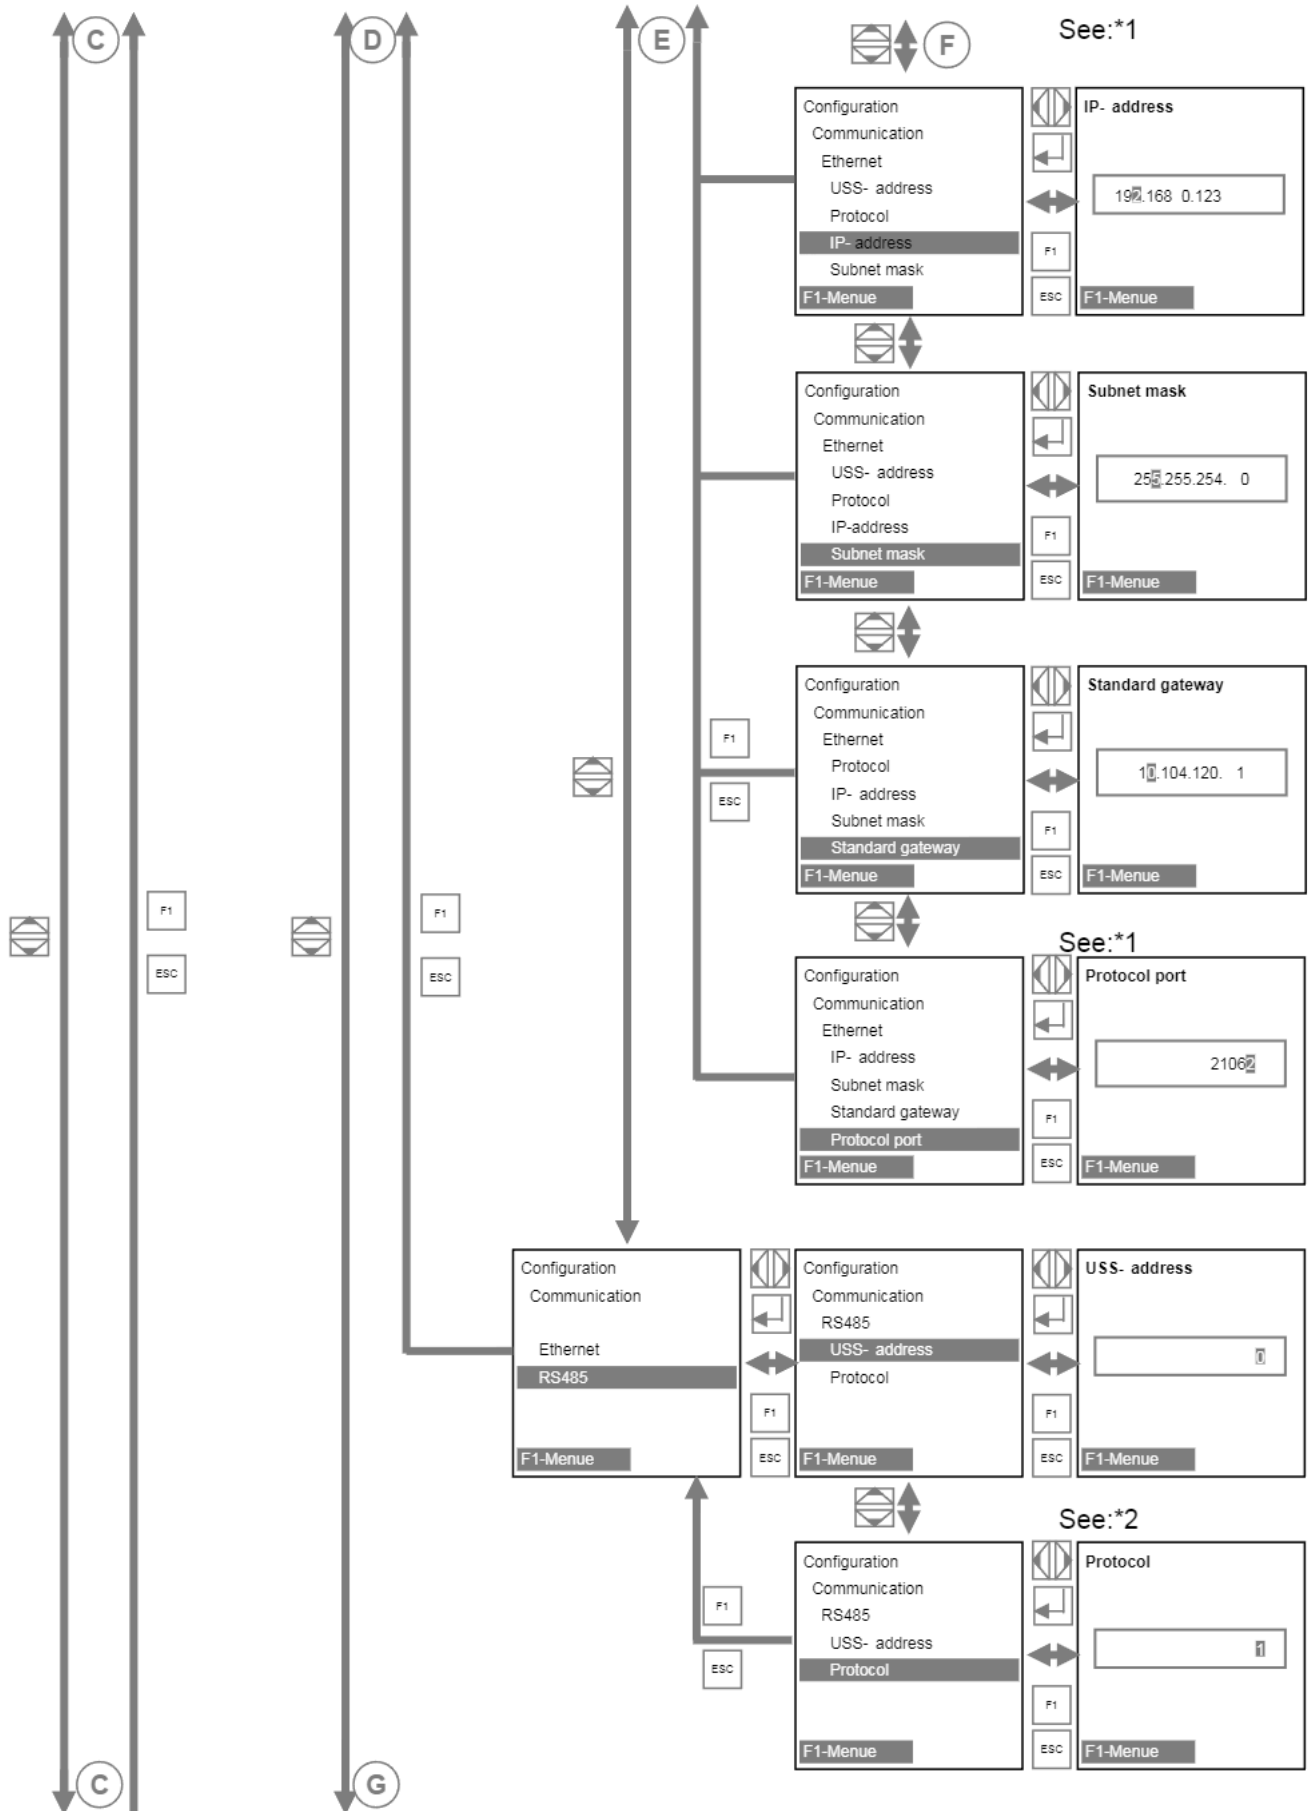 C
D
E
F
See:*1
Configuration
Communication
Ethernet
USS- address
Protocol
IP- address
Subnet mask
F1-Menue
F1
ESC
IP- address
192.168 0.123
F1-Menue
Configuration
Communication
Ethernet
USS- address
Protocol
IP-address
Subnet mask
F1-Menue
F1
ESC
Subnet mask
255.255.254. 0
F1-Menue
F1
ESC
Configuration
Communication
Ethernet
Protocol
IP- address
Subnet mask
Standard gateway
F1-Menue
F1
ESC
Standard gateway
10.104.120. 1
F1-Menue
F1
ESC
F1
ESC
See:*1
Configuration
Communication
Ethernet
IP- address
Subnet mask
Standard gateway
Protocol port
F1-Menue
F1
ESC
Protocol port
21062
F1-Menue
Configuration
Communication
Ethernet
RS485
F1-Menue
F1
ESC
Configuration
Communication
RS485
USS- address
Protocol
F1-Menue
F1
ESC
USS- address
0
F1-Menue
See:*2
F1
ESC
Configuration
Communication
RS485
USS- address
Protocol
F1-Menue
F1
ESC
Protocol
1
F1-Menue
C
G